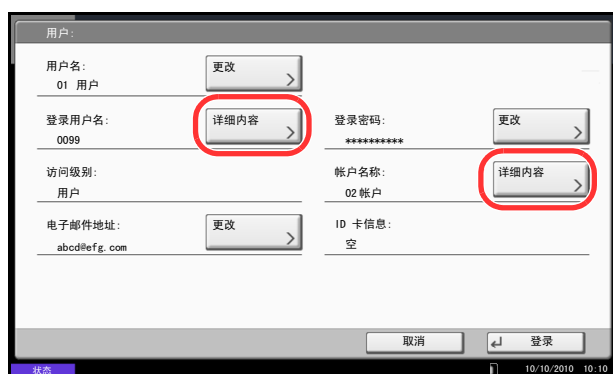 用户:
用户名:
更改
01 用户
登录用户名:
详细内容
登录密码:
更改
0099
**********
访问级别:
帐户名称:
详细内容
用户
02 帐户
电子邮件地址:
更改
ID 卡信息:
abcd@efg.com
空
取消
登录
状态
10/10/2010 10:10